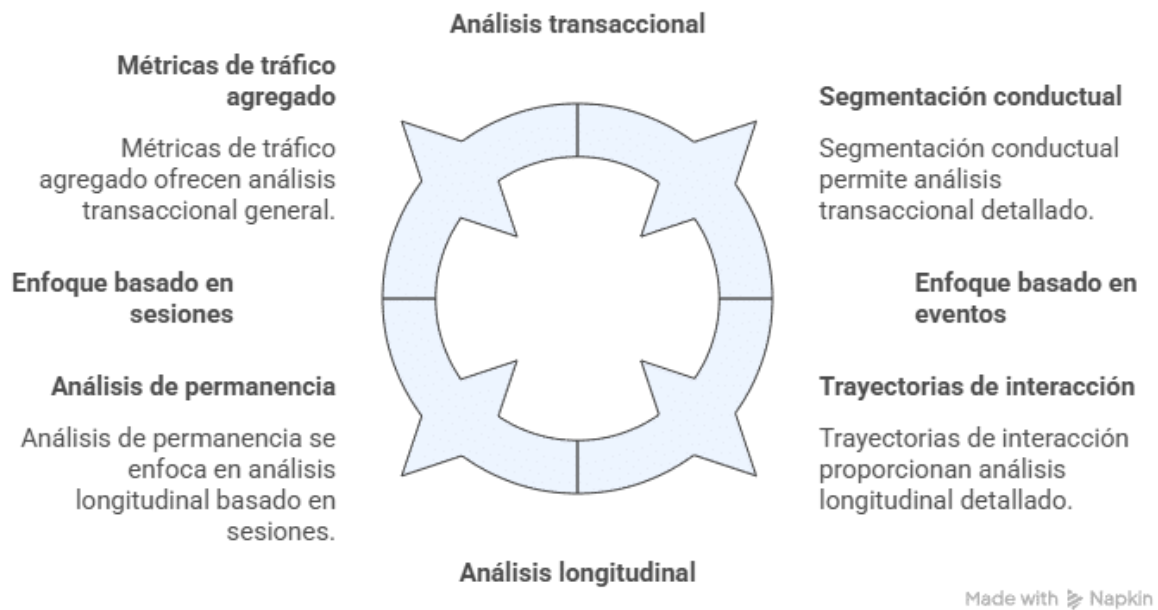 Análisis transaccional
Métricas de tráfico
agregado
Métricas de tráfico
agregado ofrecen análisis
transaccional general.
Segmentación conductual
Segmentación conductual
permite análisis
transaccional detallado.
Enfoque basado en
sesiones
Enfoque basado en
eventos
Análisis de permanencia
Análisis de permanencia se
enfoca en análisis
longitudinal basado en
sesiones.
Trayectorias de interacción
Trayectorias de interacción
proporcionan análisis
longitudinal detallado.
Análisis longitudinal
Made with Napkin